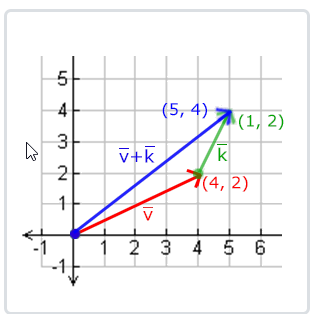 5
4
(5, 4)
(1, 2)
3
v̅+k̅
k̅
2
(4, 2)
1
v̅
-1 1 2 3 4 5 6
-1